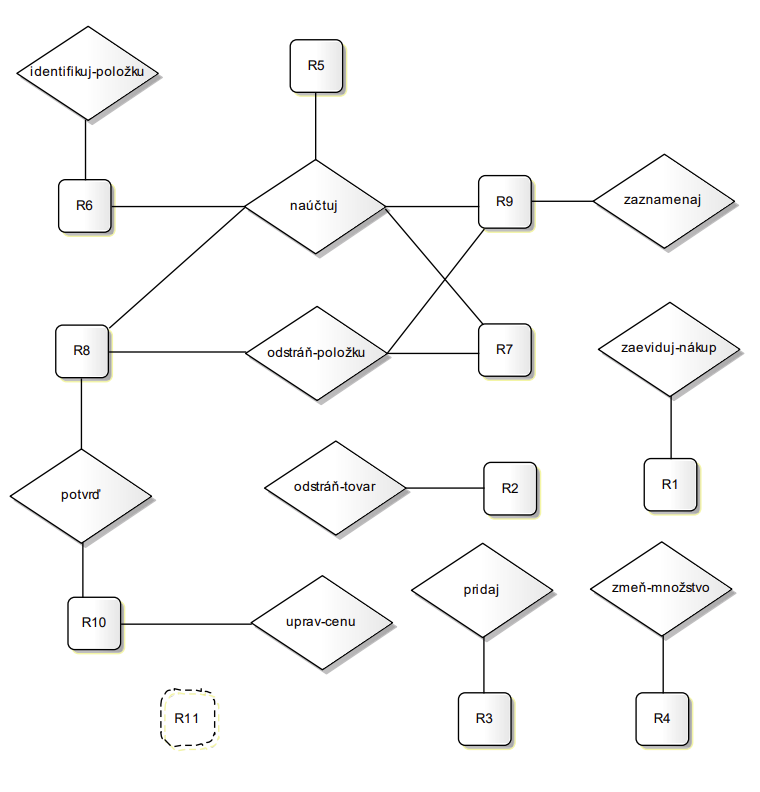 identifikuj-položku
R5
R6
naúčtuj
R9
zaznamenaj
R8
odstráň-položku
R7
zaeviduj-nákup
potvrď
odstráň-tovar
R2
R1
R10
uprav-cenu
pridaj
zmeň-množstvo
R11
R3
R4